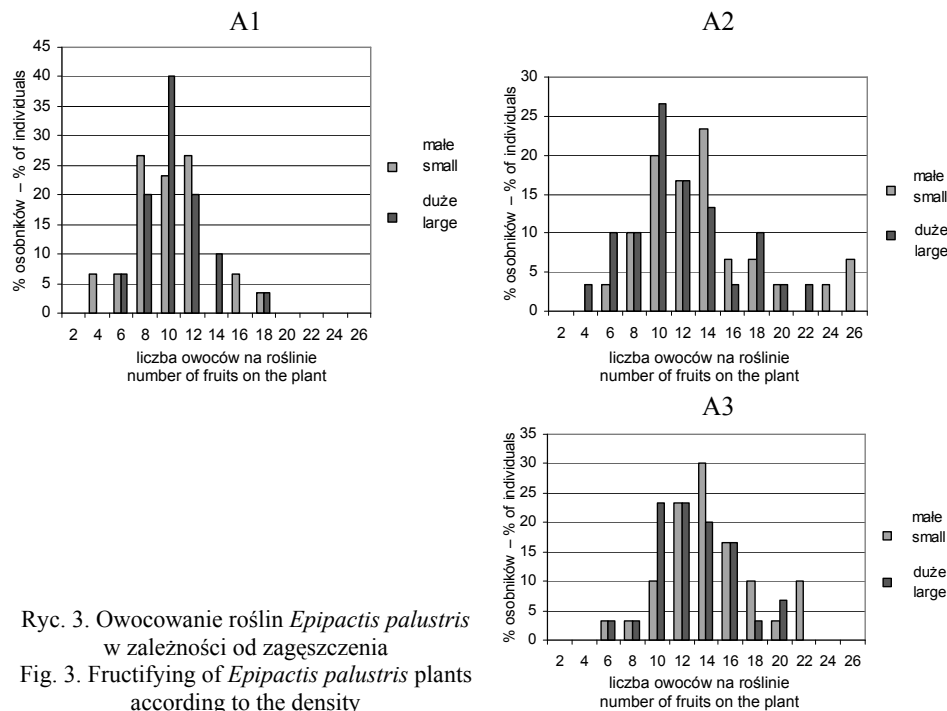 A1
45
40
35
30
25
20
15
10
5
0
% osobników – % of individuals
2 4 6 8 10 12 14 16 18 20 22 24 26
liczba owoców na roślinie
number of fruits on the plant
małe
small
duże
large
A2
30
25
20
15
10
5
0
% osobników – % of individuals
2 4 6 8 10 12 14 16 18 20 22 24 26
liczba owoców na roślinie
number of fruits on the plant
małe
small
duże
large
A3
35
30
25
20
15
10
5
0
% osobników – % of individuals
2 4 6 8 10 12 14 16 18 20 22 24 26
liczba owoców na roślinie
number of fruits on the plant
małe
small
duże
large
Ryc. 3. Owocowanie roślin Epipactis palustris
w zależności od zagęszczenia
Fig. 3. Fructifying of Epipactis palustris plants
according to the density